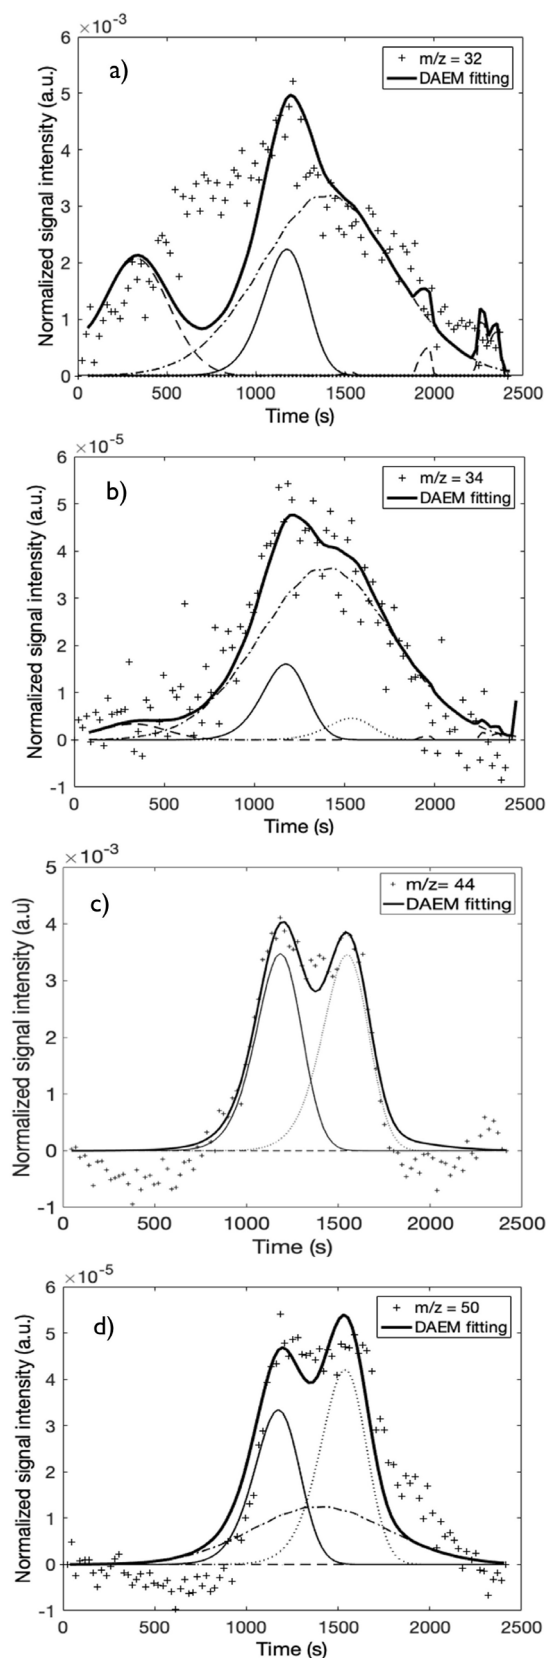 ×10⁻³
6
5
4
3
2
1
0
Normalized signal intensity (a.u.)
a)
m/z = 32
DAEM fitting
0 500 1000 1500 2000 2500
Time (s)
×10⁻⁵
6
5
4
3
2
1
0
-1
Normalized signal intensity (a.u.)
b)
m/z = 34
DAEM fitting
0 500 1000 1500 2000 2500
Time (s)
×10⁻³
5
4
3
2
1
0
-1
Normalized signal intensity (a.u)
c)
m/z= 44
DAEM fitting
0 500 1000 1500 2000 2500
Time (s)
×10⁻⁵
6
5
4
3
2
1
0
-1
Normalized signal intensity (a.u.)
d)
m/z = 50
DAEM fitting
0 500 1000 1500 2000 2500
Time (s)